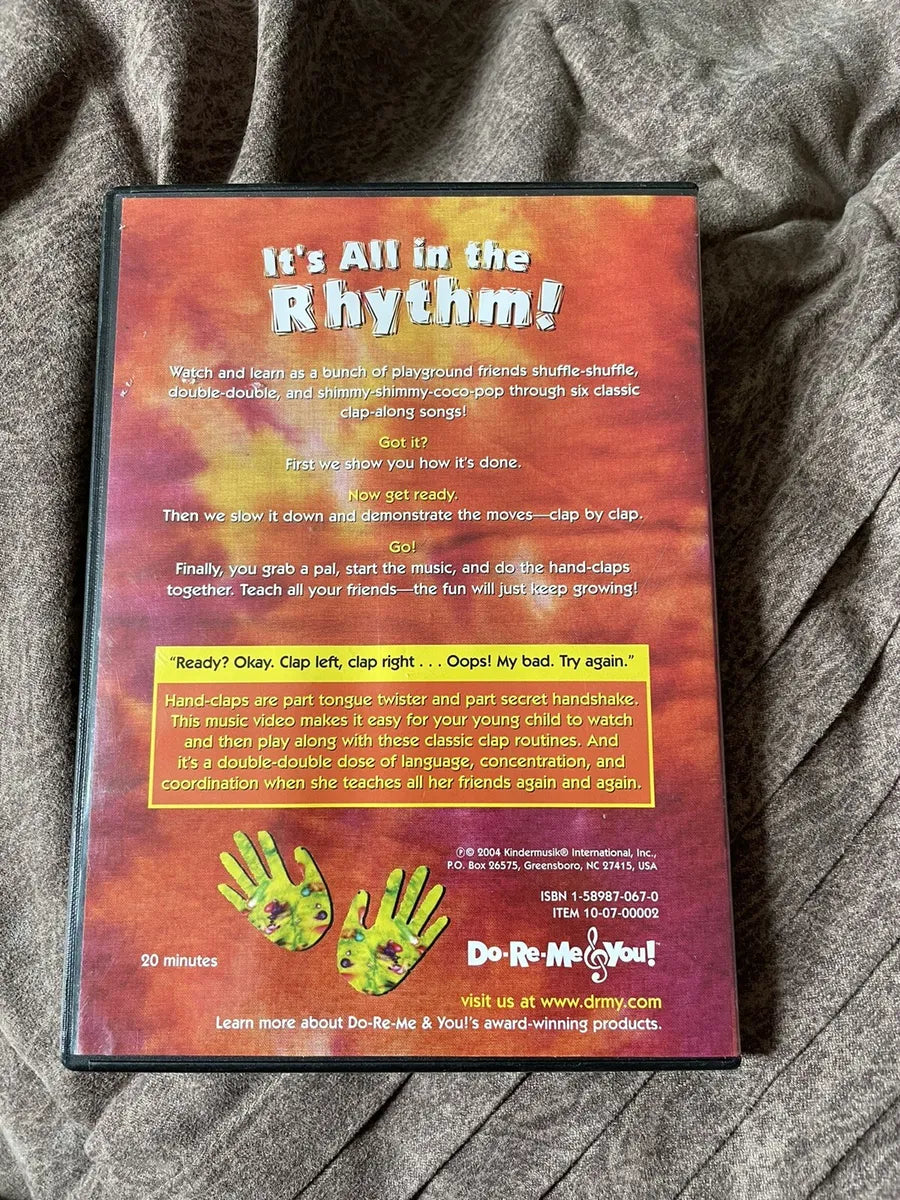 It's All in the
Rhythm!
Watch and learn as a bunch of playground friends shuffle-shuffle,
double-double, and shimmy-shimmy-coco-pop through six classic
clap-along songs!
Got it?
First we show you how it's done.
Now get ready.
Then we slow it down and demonstrate the moves—clap by clap.
Go!
Finally, you grab a pal, start the music, and do the hand-claps
together. Teach all your friends—the fun will just keep growing!
"Ready? Okay. Clap left, clap right . . . Oops! My bad. Try again."
Hand-claps are part tongue twister and part secret handshake.
This music video makes it easy for your young child to watch
and then play along with these classic clap routines. And
it's a double-double dose of language, concentration, and
coordination when she teaches all her friends again and again.
℗© 2004 Kindermusik® International, Inc.,
P.O. Box 26575, Greensboro, NC 27415, USA
ISBN 1-58987-067-0
ITEM 10-07-00002
20 minutes
Do-Re-Me & You!™
visit us at www.drmy.com
Learn more about Do-Re-Me & You!'s award-winning products.